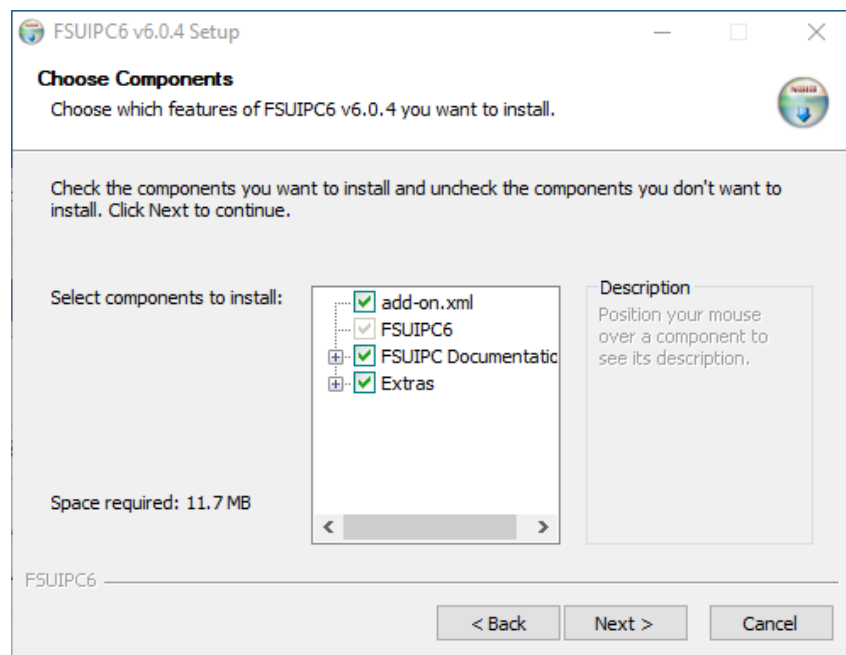 FSUIPC6 v6.0.4 Setup
Choose Components
Choose which features of FSUIPC6 v6.0.4 you want to install.
Check the components you want to install and uncheck the components you don't want to
install. Click Next to continue.
Select components to install:
add-on.xml
FSUIPC6
FSUIPC Documentatio
Extras
Description
Position your mouse
over a component to
see its description.
Space required: 11.7 MB
FSUIPC6
< Back
Next >
Cancel